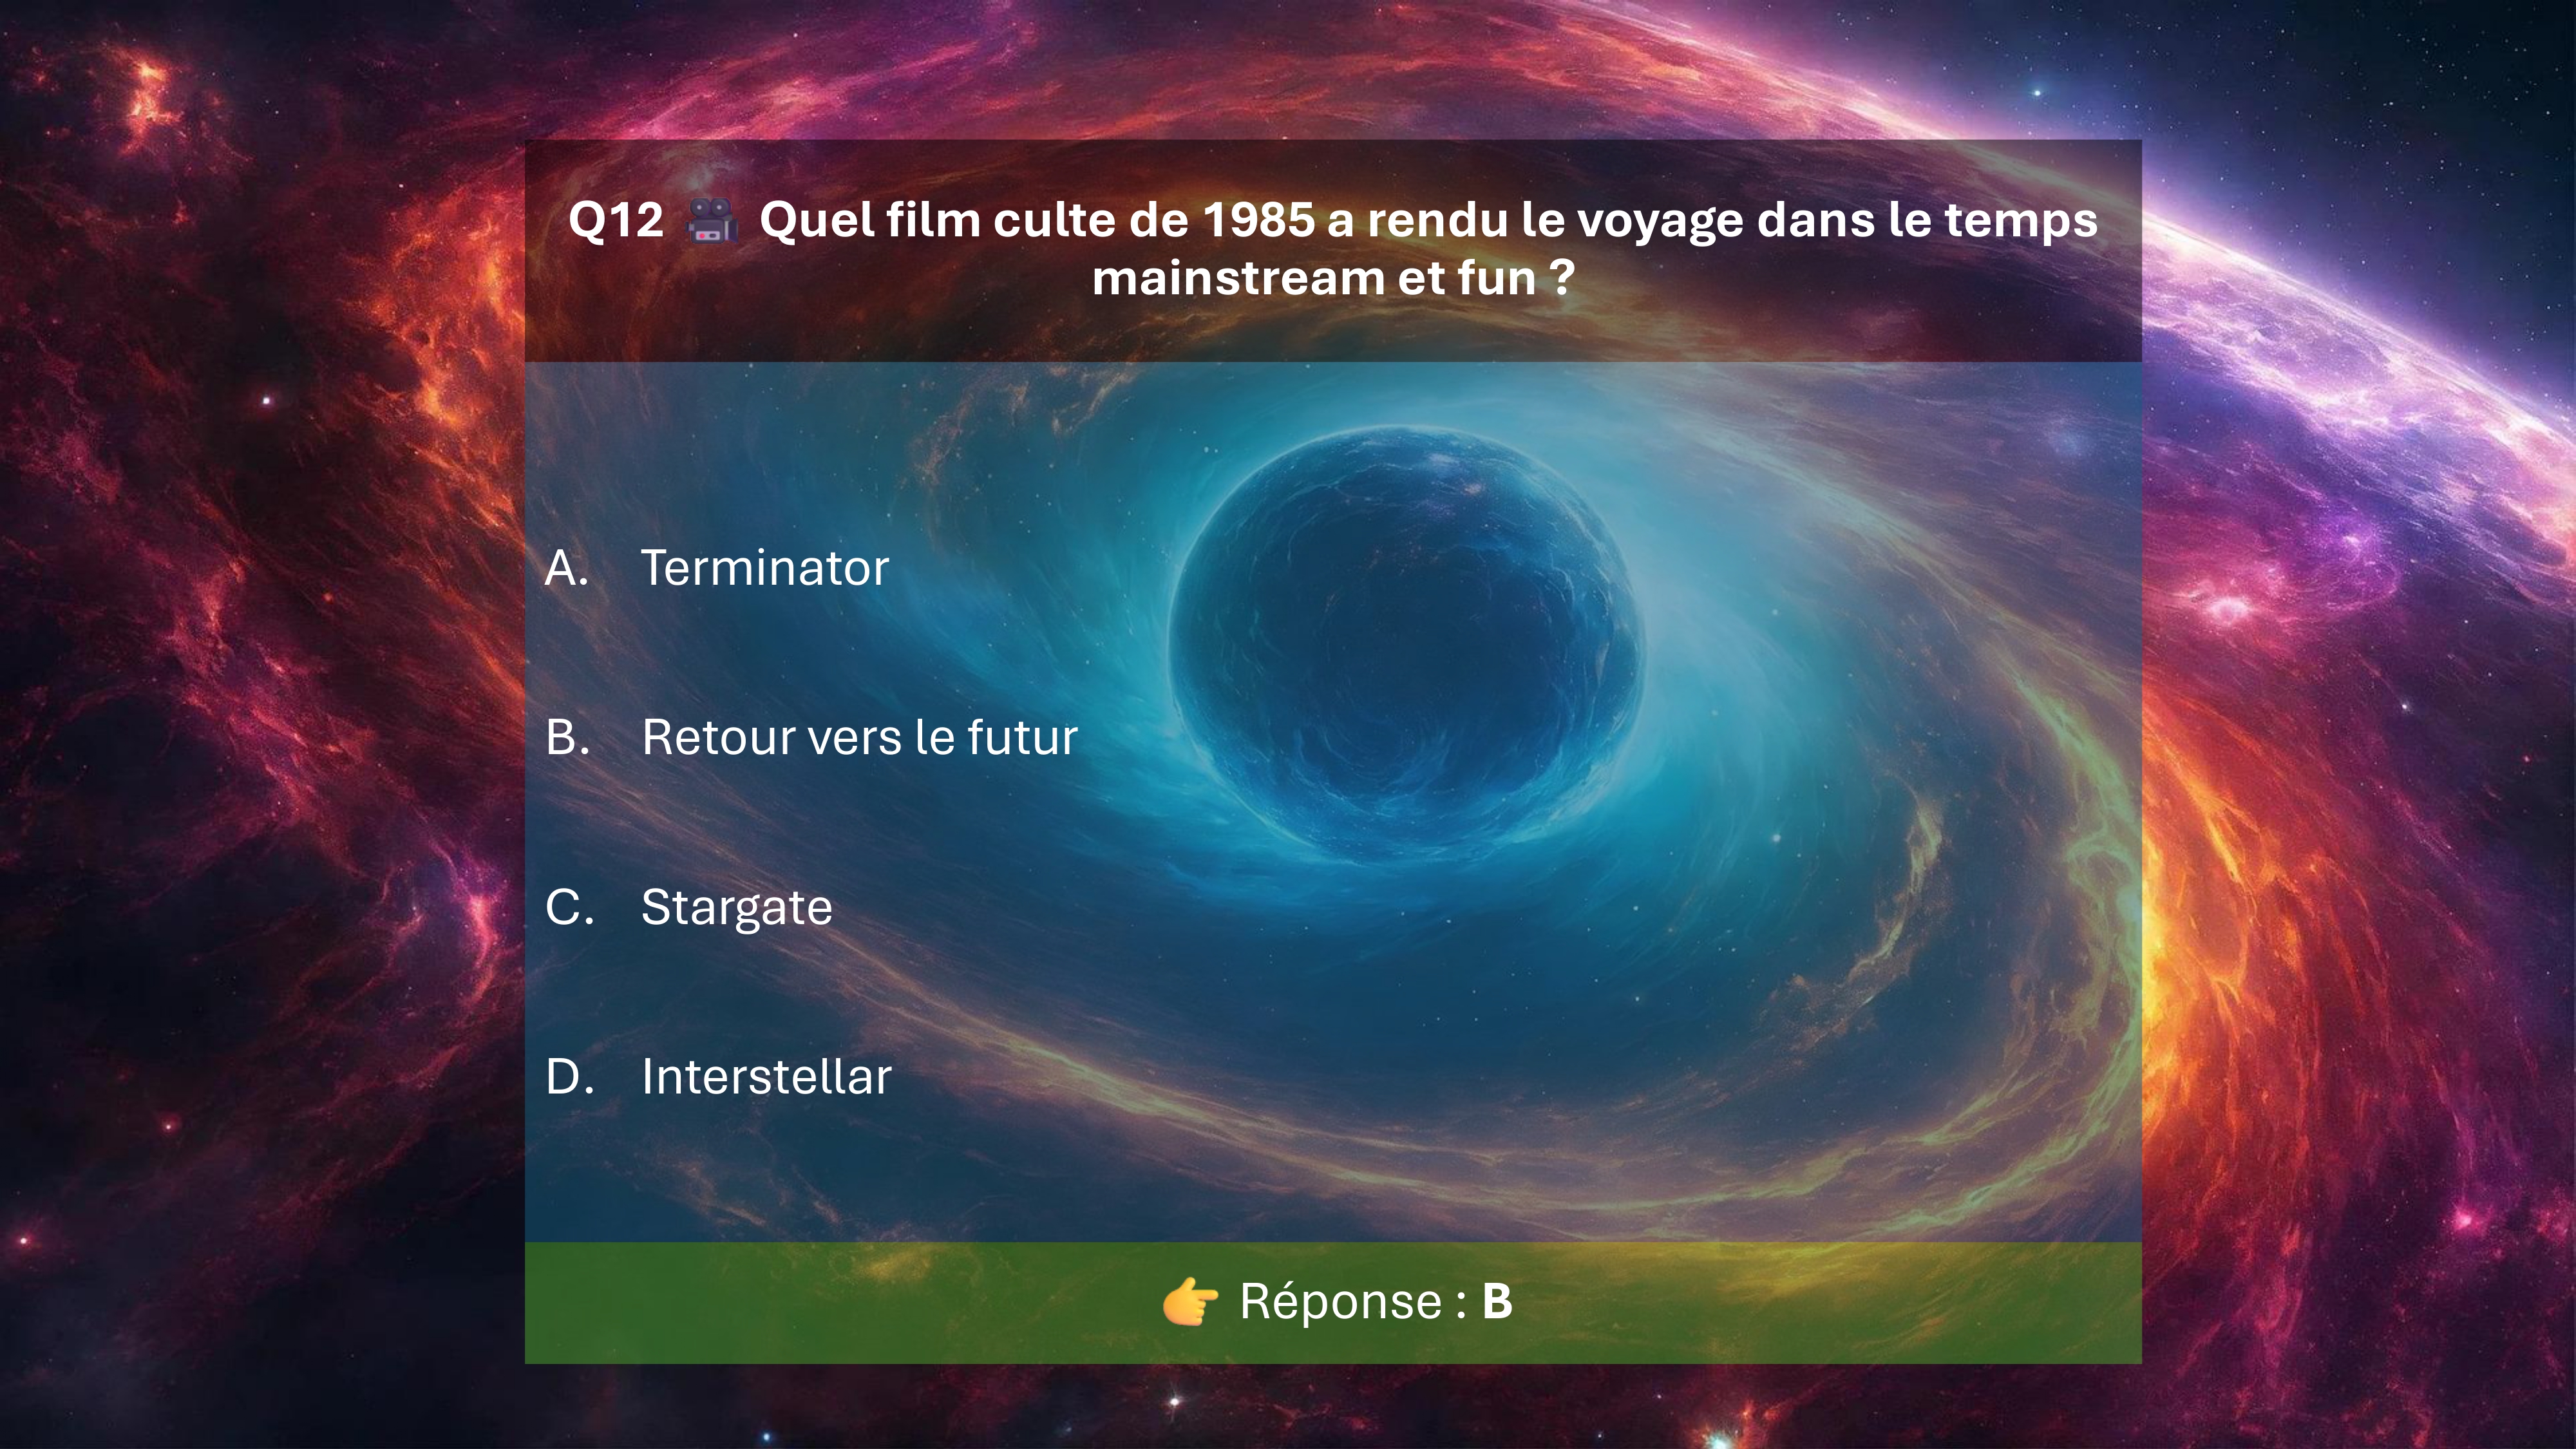 Q12 🎥 Quel film culte de 1985 a rendu le voyage dans le temps
mainstream et fun ?
A. Terminator
B. Retour vers le futur
C. Stargate
D. Interstellar
👉 Réponse : B